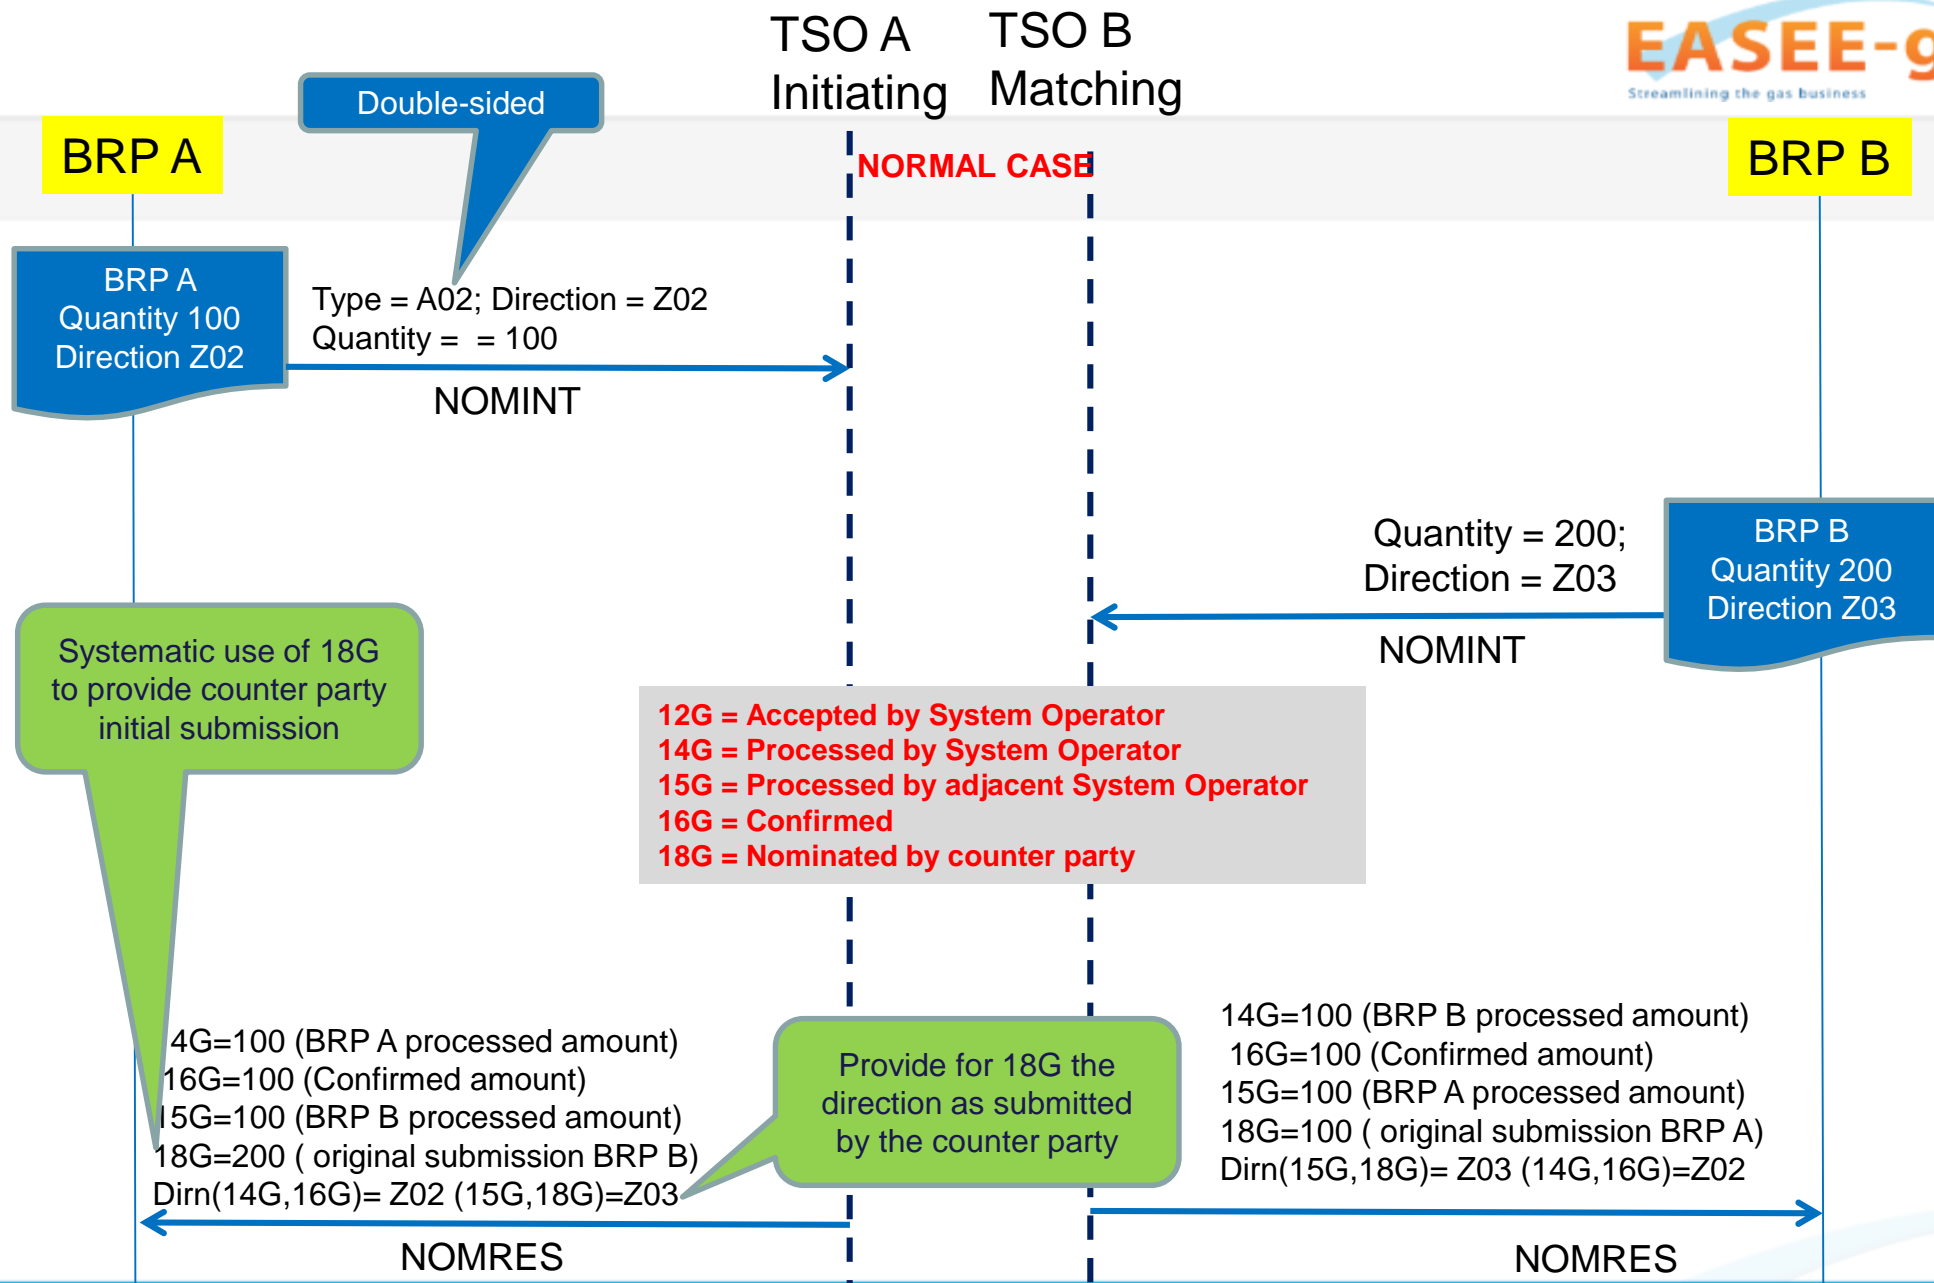 TSO A
Initiating
TSO B
Matching
EASEE-g
Streamlining the gas business
Double-sided
BRP A
NORMAL CASE
BRP B
BRP A
Quantity 100
Direction Z02
Type = A02; Direction = Z02
Quantity = = 100
NOMINT
Quantity = 200;
Direction = Z03
NOMINT
BRP B
Quantity 200
Direction Z03
Systematic use of 18G
to provide counter party
initial submission
12G = Accepted by System Operator
14G = Processed by System Operator
15G = Processed by adjacent System Operator
16G = Confirmed
18G = Nominated by counter party
4G=100 (BRP A processed amount)
16G=100 (Confirmed amount)
15G=100 (BRP B processed amount)
18G=200 ( original submission BRP B)
Dirn(14G,16G)= Z02 (15G,18G)=Z03
NOMRES
Provide for 18G the
direction as submitted
by the counter party
14G=100 (BRP B processed amount)
16G=100 (Confirmed amount)
15G=100 (BRP A processed amount)
18G=100 ( original submission BRP A)
Dirn(15G,18G)= Z03 (14G,16G)=Z02
NOMRES